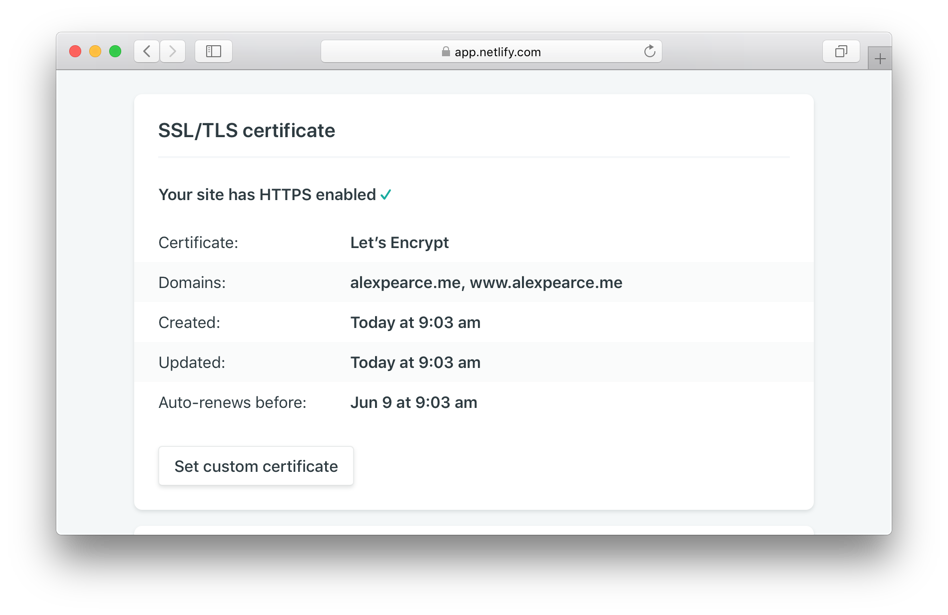 app.netlify.com
SSL/TLS certificate
Your site has HTTPS enabled ✓
Certificate: Let’s Encrypt
Domains: alexpearce.me, www.alexpearce.me
Created: Today at 9:03 am
Updated: Today at 9:03 am
Auto-renews before: Jun 9 at 9:03 am
Set custom certificate